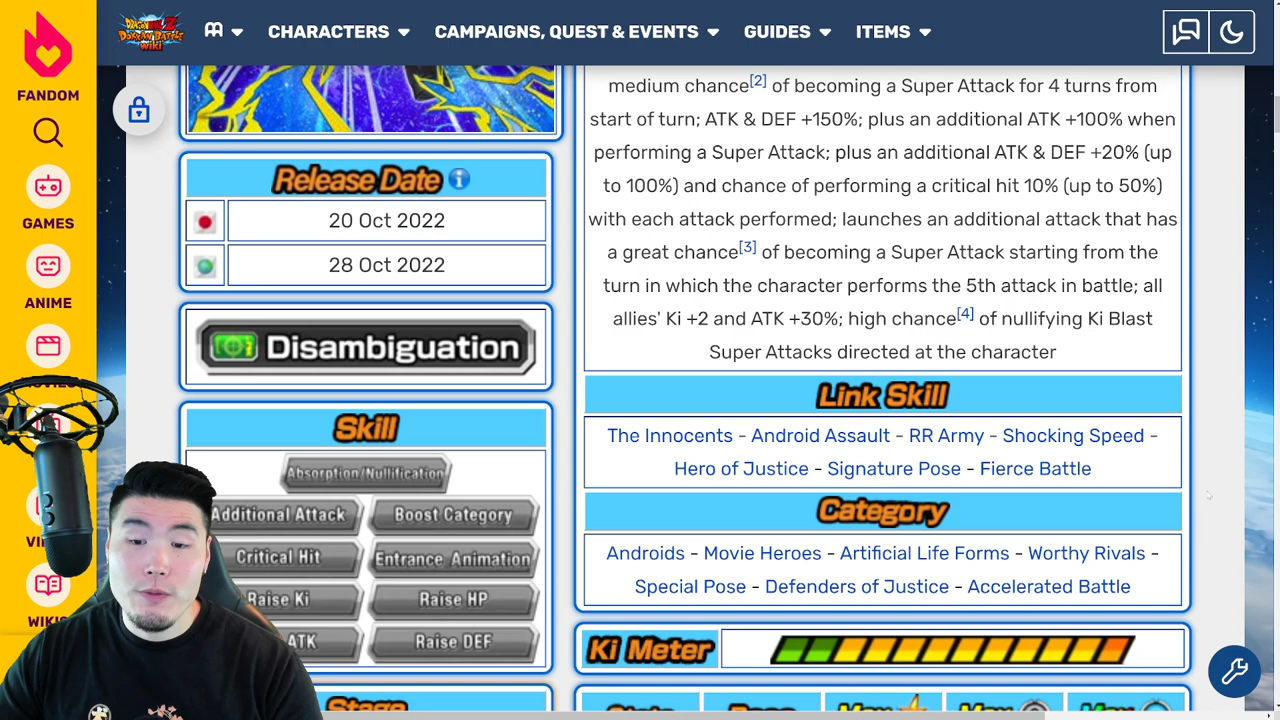 DRAGON BALL Z
DOKKAN BATTLE
WIKI
CHARACTERS
CAMPAIGNS, QUEST & EVENTS
GUIDES
ITEMS
FANDOM
GAMES
ANIME
WIKIS
Release Date
20 Oct 2022
28 Oct 2022
Disambiguation
Skill
Absorption/Nullification
Additional Attack
Boost Category
Critical Hit
Entrance Animation
Raise Ki
Raise HP
ATK
Raise DEF
Stage
medium chance[2] of becoming a Super Attack for 4 turns from
start of turn; ATK & DEF +150%; plus an additional ATK +100% when
performing a Super Attack; plus an additional ATK & DEF +20% (up
to 100%) and chance of performing a critical hit 10% (up to 50%)
with each attack performed; launches an additional attack that has
a great chance[3] of becoming a Super Attack starting from the
turn in which the character performs the 5th attack in battle; all
allies' Ki +2 and ATK +30%; high chance[4] of nullifying Ki Blast
Super Attacks directed at the character
Link Skill
The Innocents - Android Assault - RR Army - Shocking Speed -
Hero of Justice - Signature Pose - Fierce Battle
Category
Androids - Movie Heroes - Artificial Life Forms - Worthy Rivals -
Special Pose - Defenders of Justice - Accelerated Battle
Ki Meter